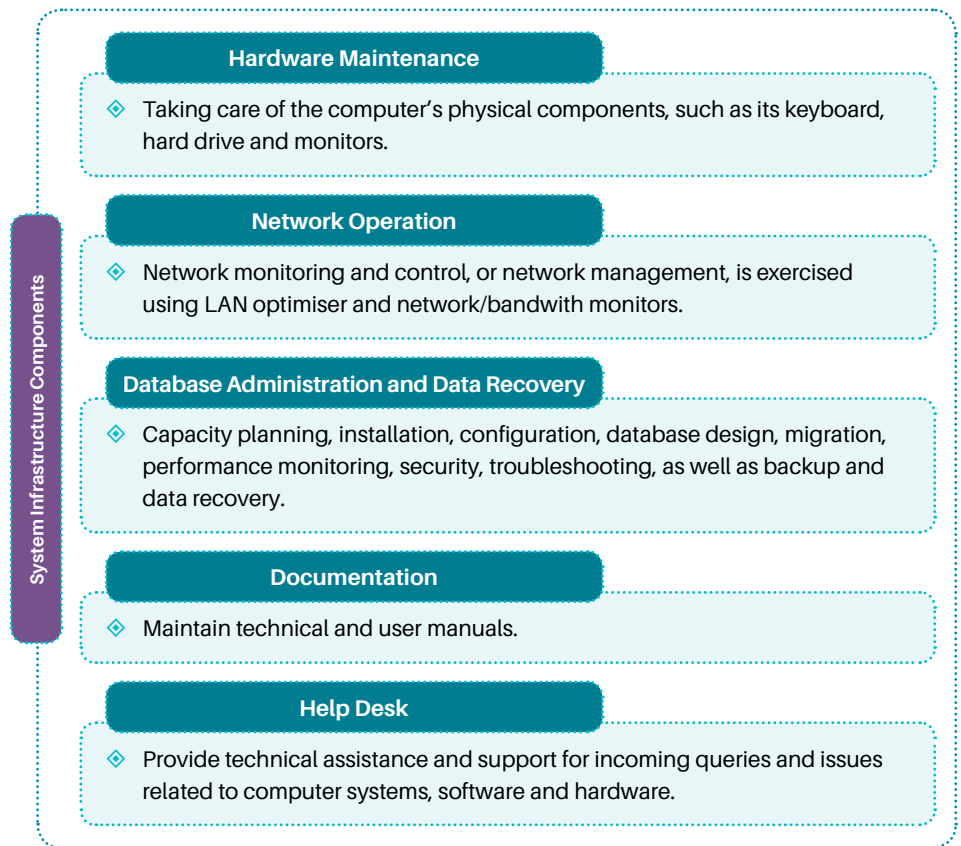 System Infrastructure Components
Hardware Maintenance
Taking care of the computer’s physical components, such as its keyboard,
hard drive and monitors.
Network Operation
Network monitoring and control, or network management, is exercised
using LAN optimiser and network/bandwith monitors.
Database Administration and Data Recovery
Capacity planning, installation, configuration, database design, migration,
performance monitoring, security, troubleshooting, as well as backup and
data recovery.
Documentation
Maintain technical and user manuals.
Help Desk
Provide technical assistance and support for incoming queries and issues
related to computer systems, software and hardware.